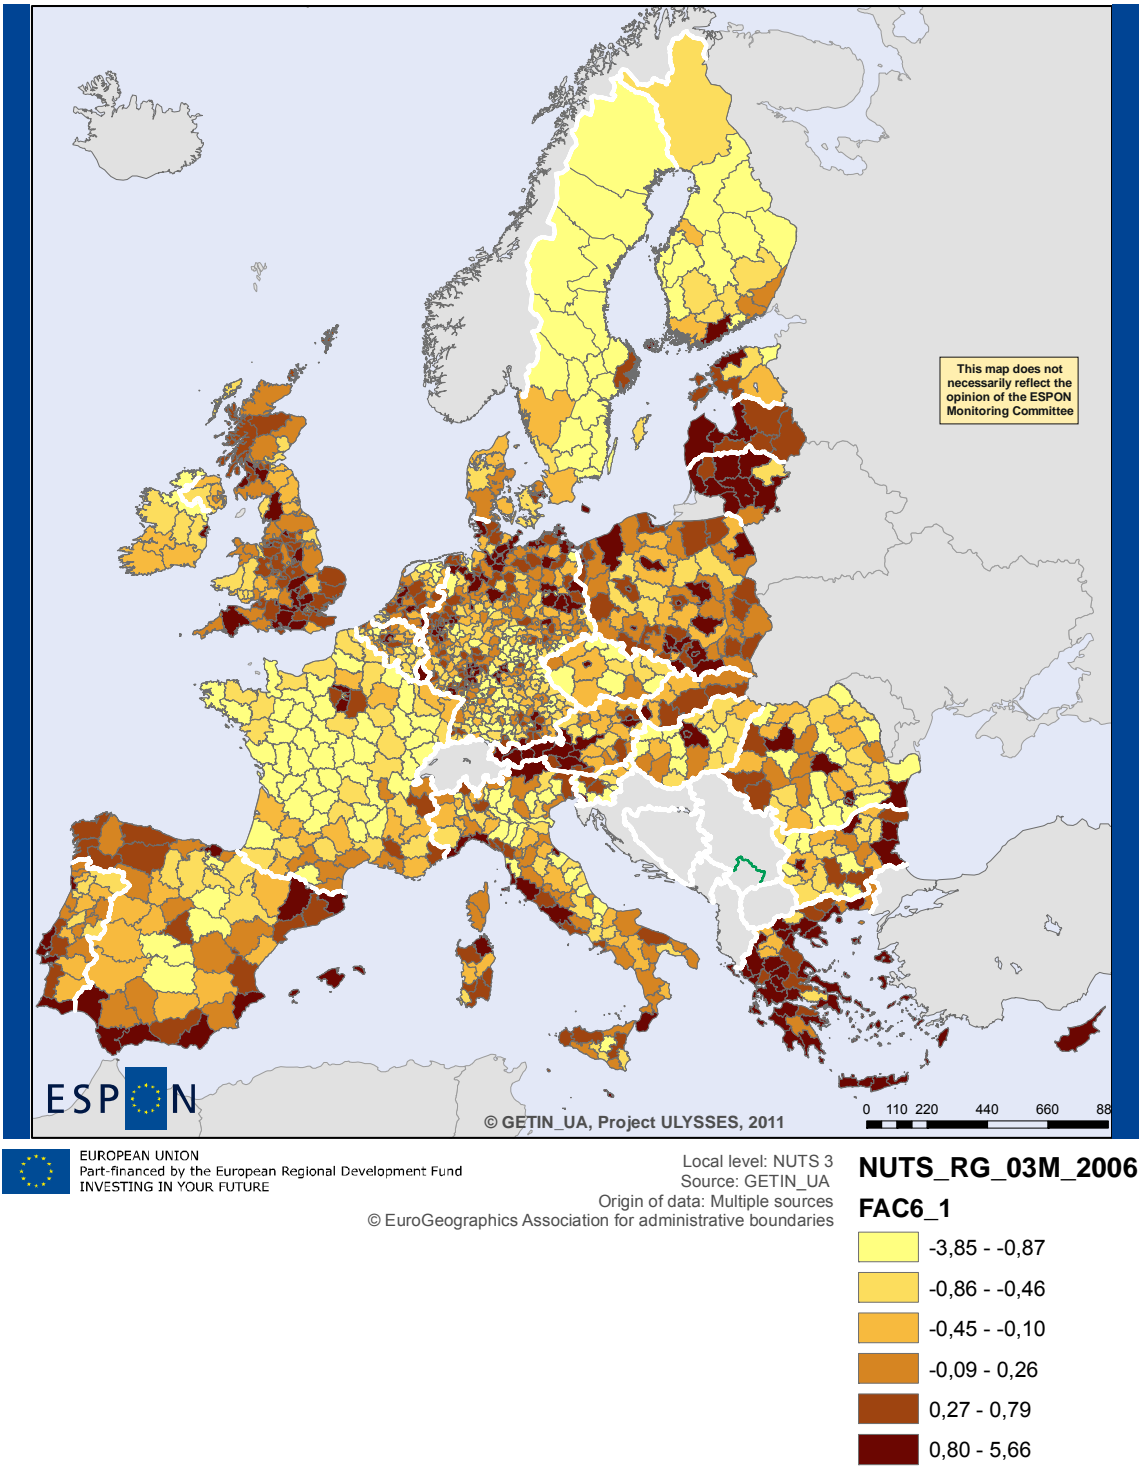 This map does not
necessarily reflect the
opinion of the ESPON
Monitoring Committee
ESPON
© GETIN_UA, Project ULYSSES, 2011
0 110 220 440 660 88
EUROPEAN UNION
Part-financed by the European Regional Development Fund
INVESTING IN YOUR FUTURE
Local level: NUTS 3
Source: GETIN_UA
Origin of data: Multiple sources
© EuroGeographics Association for administrative boundaries
NUTS_RG_03M_2006
FAC6_1
-3,85 - -0,87
-0,86 - -0,46
-0,45 - -0,10
-0,09 - 0,26
0,27 - 0,79
0,80 - 5,66